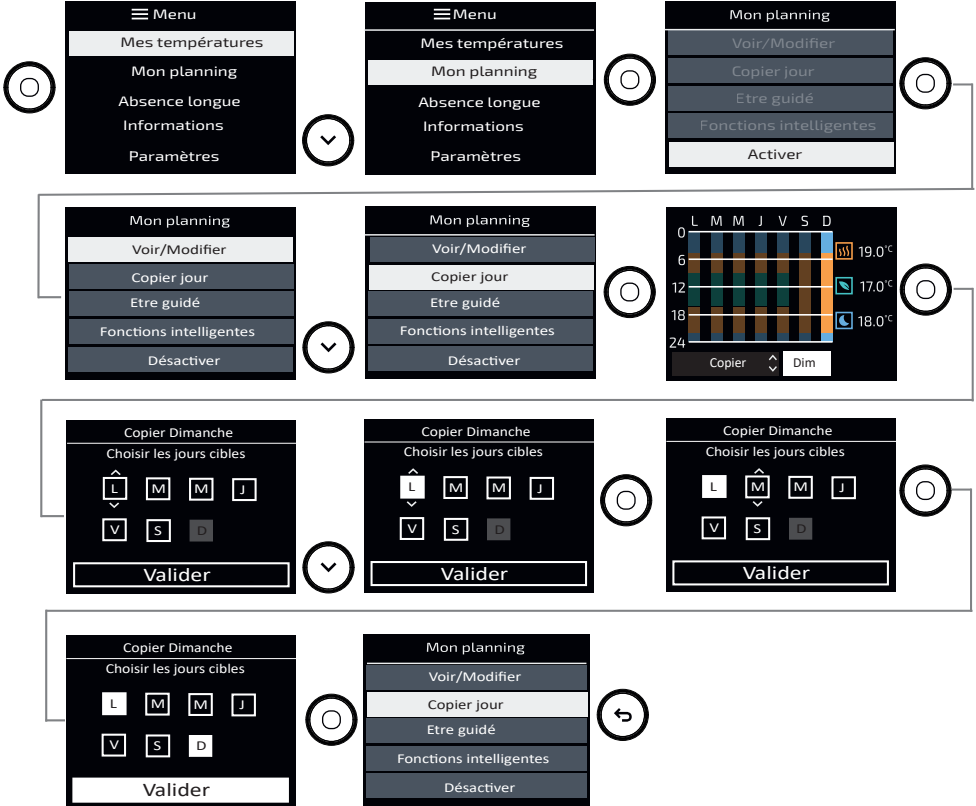 ☰ Menu
Mes températures
Mon planning
Absence longue
Informations
Paramètres
☰ Menu
Mes températures
Mon planning
Absence longue
Informations
Paramètres
Mon planning
Voir/Modifier
Copier jour
Etre guidé
Fonctions intelligentes
Activer
Mon planning
Voir/Modifier
Copier jour
Etre guidé
Fonctions intelligentes
Désactiver
Mon planning
Voir/Modifier
Copier jour
Etre guidé
Fonctions intelligentes
Désactiver
L M M J V S D
0
6
12
18
24
19.0°C
17.0°C
18.0°C
Copier Dim
Copier Dimanche
Choisir les jours cibles
L M M J
V S D
Valider
Copier Dimanche
Choisir les jours cibles
L M M J
V S D
Valider
Copier Dimanche
Choisir les jours cibles
L M M J
V S D
Valider
Copier Dimanche
Choisir les jours cibles
L M M J
V S D
Valider
Mon planning
Voir/Modifier
Copier jour
Etre guidé
Fonctions intelligentes
Désactiver